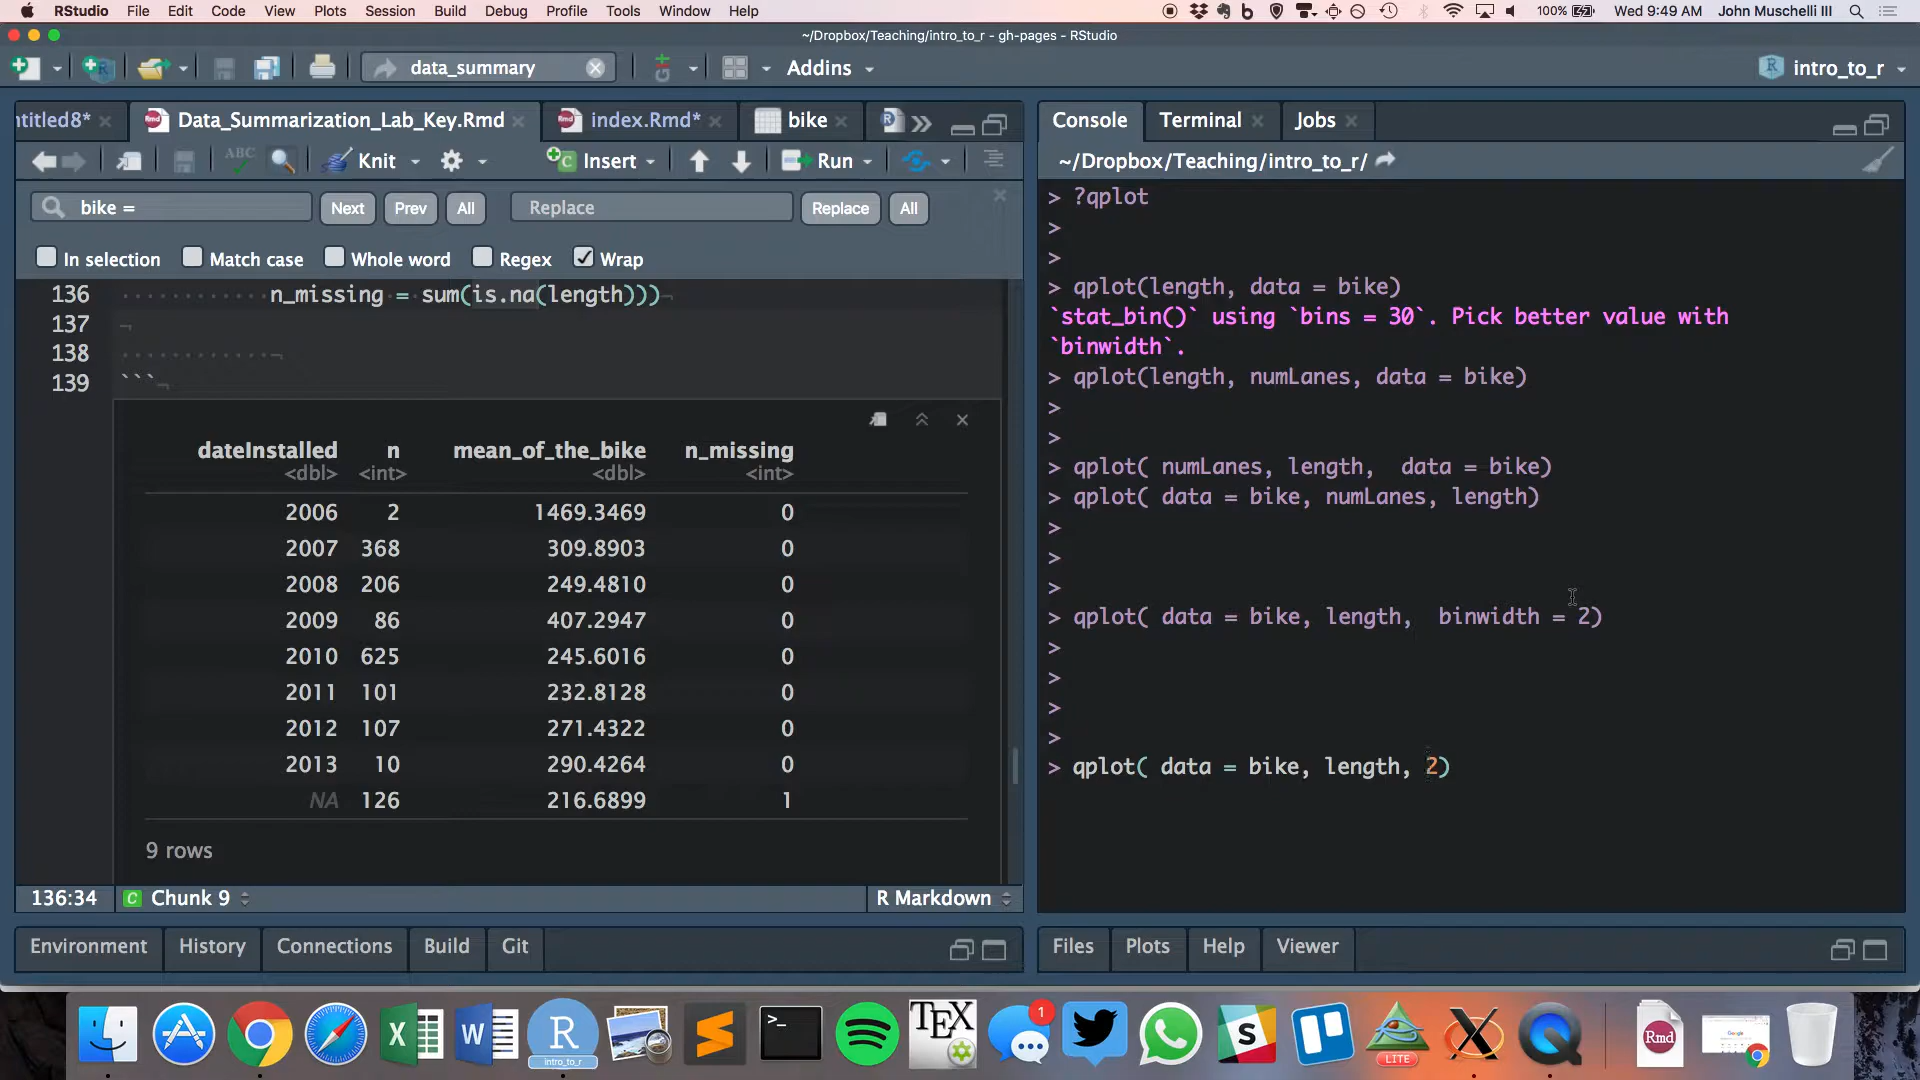 RStudio File Edit Code View Plots Session Build Debug Profile Tools Window Help 100% Wed 9:49 AM John Muschelli III
~/Dropbox/Teaching/intro_to_r - gh-pages - RStudio
data_summary Addins intro_to_r
ntitled8* Data_Summarization_Lab_Key.Rmd index.Rmd* bike
ABC Knit Insert Run
bike = Next Prev All Replace Replace All
In selection Match case Whole word Regex Wrap
136 n_missing = sum(is.na(length)))
137
138
139 ```
dateInstalled n mean_of_the_bike n_missing
<dbl> <int> <dbl> <int>
2006 2 1469.3469 0
2007 368 309.8903 0
2008 206 249.4810 0
2009 86 407.2947 0
2010 625 245.6016 0
2011 101 232.8128 0
2012 107 271.4322 0
2013 10 290.4264 0
NA 126 216.6899 1
9 rows
136:34 C Chunk 9 R Markdown
Environment History Connections Build Git
Console Terminal Jobs
~/Dropbox/Teaching/intro_to_r/
> ?qplot
>
>
> qplot(length, data = bike)
`stat_bin()` using `bins = 30`. Pick better value with
`binwidth`.
> qplot(length, numLanes, data = bike)
>
>
> qplot( numLanes, length,  data = bike)
> qplot( data = bike, numLanes, length)
>
>
>
> qplot( data = bike, length,  binwidth = 2)
>
>
>
>
> qplot( data = bike, length, 2)
Files Plots Help Viewer
X W R intro_to_r >_ TEX 1 S LITE X Rmd Google